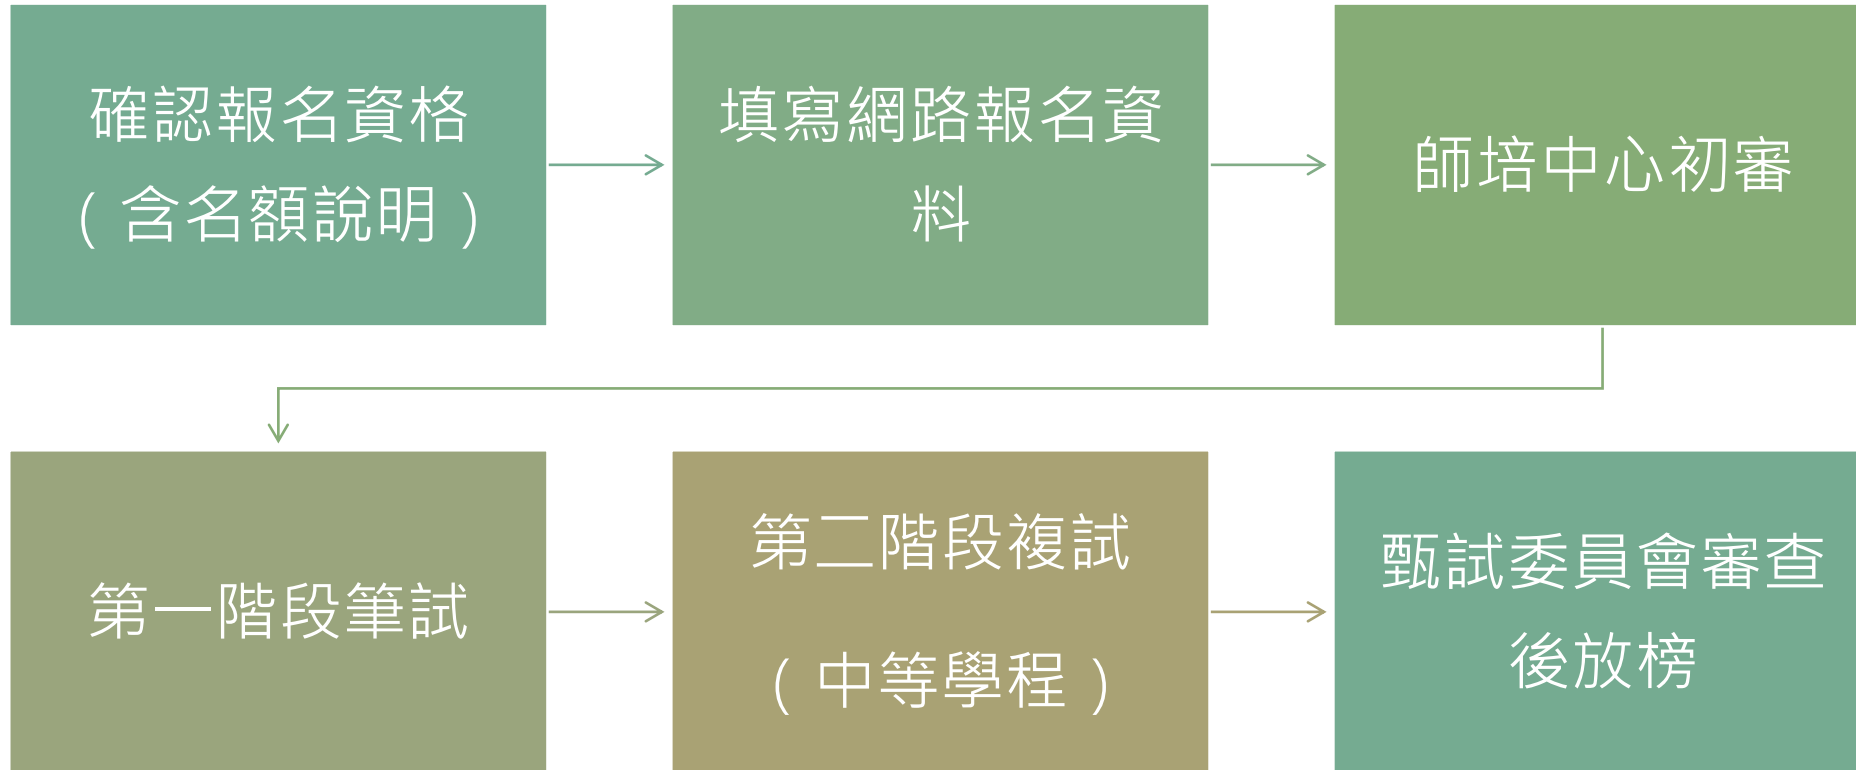 確認報名資格
(含名額説明)
填寫網路報名資
料
師培中心初審
第一階段筆試
第二階段複試
(中等學程)
甄試委員會審查
後放榜